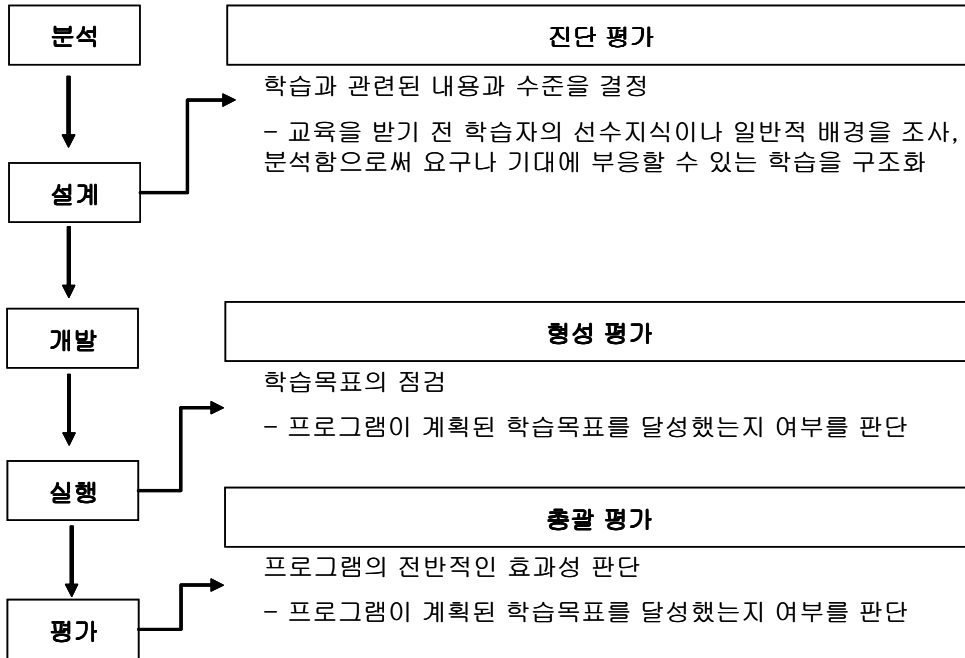 분석
진단 평가
학습과 관련된 내용과 수준을 결정
- 교육을 받기 전 학습자의 선수지식이나 일반적 배경을 조사,
분석함으로써 요구나 기대에 부응할 수 있는 학습을 구조화
설계
개발
형성 평가
학습목표의 점검
- 프로그램이 계획된 학습목표를 달성했는지 여부를 판단
실행
총괄 평가
프로그램의 전반적인 효과성 판단
- 프로그램이 계획된 학습목표를 달성했는지 여부를 판단
평가